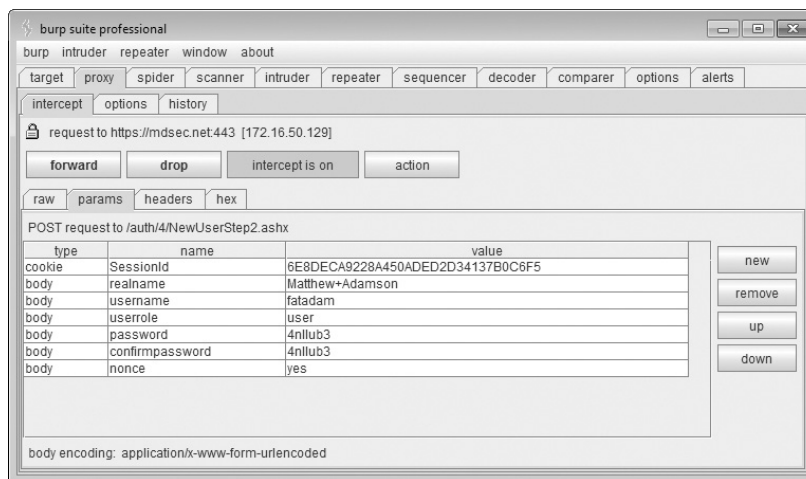 burp suite professional
burp intruder repeater window about
target proxy spider scanner intruder repeater sequencer decoder comparer options alerts
intercept options history
request to https://mdsec.net:443 [172.16.50.129]
forward drop intercept is on action
raw params headers hex
POST request to /auth/4/NewUserStep2.ashx
type name value
cookie SessionId 6E8DECA9228A450ADED2D34137B0C6F5
body realname Matthew+Adamson
body username fatadam
body userrole user
body password 4nllub3
body confirmpassword 4nllub3
body nonce yes
new
remove
up
down
body encoding: application/x-www-form-urlencoded